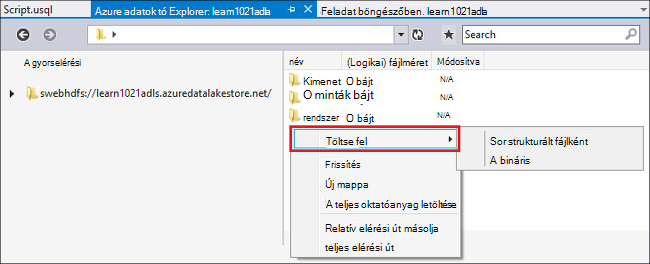 Script.usql Azure adatok tó Explorer: learn1021adla Feladat böngészőben. learn1021adla
Search
A gyorselérési
swebhdfs://learn1021adls.azuredatalakestore.net/
név (Logikai) fájlméret Módosítva
Kimenet O bájt N/A
O minták bájt N/A
rendszer O bájt N/A
Töltse fel
Sor strukturált fájlként
A bináris
Frissítés
Új mappa
A teljes oktatóanyag letöltése
Relatív elérési út másolja
teljes elérési út